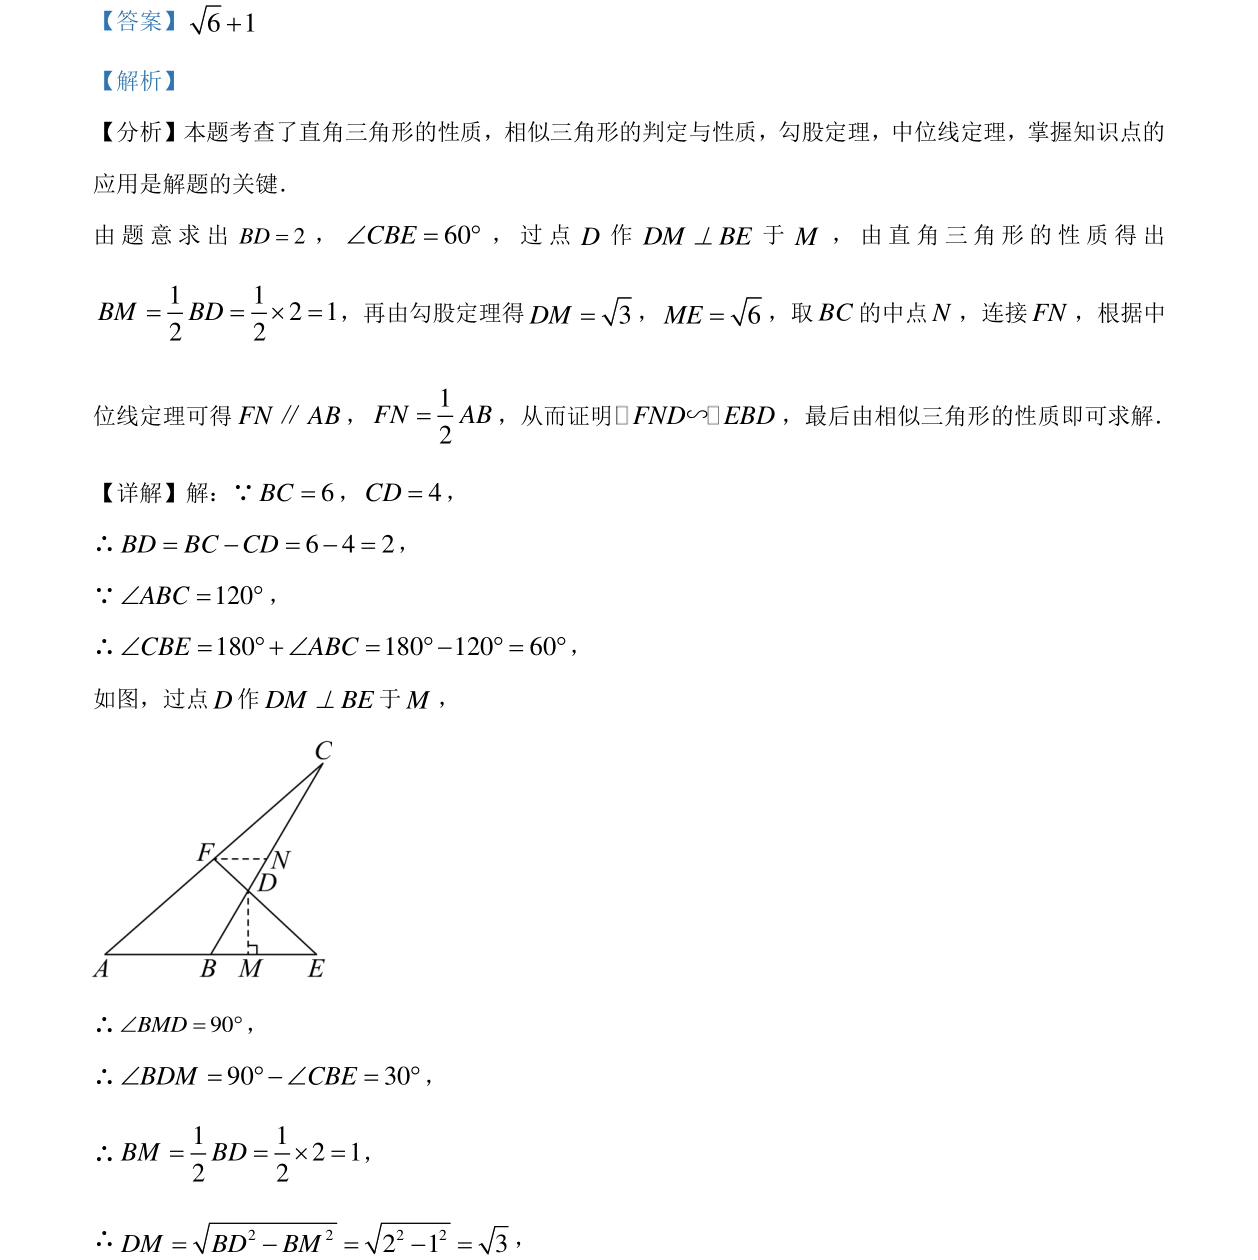 【答案】√6+1
【解析】
【分析】本题考查了直角三角形的性质，相似三角形的判定与性质，勾股定理，中位线定理，掌握知识点的
应用是解题的关键．
由题意求出 BD = 2，∠CBE = 60°，过点 D 作 DM ⊥ BE 于 M，由直角三角形的性质得出
BM = 1/2 BD = 1/2 × 2 = 1，再由勾股定理得 DM = √3，ME = √6，取 BC 的中点 N，连接 FN，根据中
位线定理可得 FN ∥ AB，FN = 1/2 AB，从而证明□FND∽□EBD，最后由相似三角形的性质即可求解．
【详解】解：∵ BC = 6，CD = 4，
∴ BD = BC − CD = 6 − 4 = 2，
∵ ∠ABC = 120°，
∴ ∠CBE = 180° + ∠ABC = 180° − 120° = 60°，
如图，过点 D 作 DM ⊥ BE 于 M，
C
F N
D
A B M E
∴ ∠BMD = 90°，
∴ ∠BDM = 90° − ∠CBE = 30°，
∴ BM = 1/2 BD = 1/2 × 2 = 1，
∴ DM = √(BD² − BM²) = √(2² − 1²) = √3，